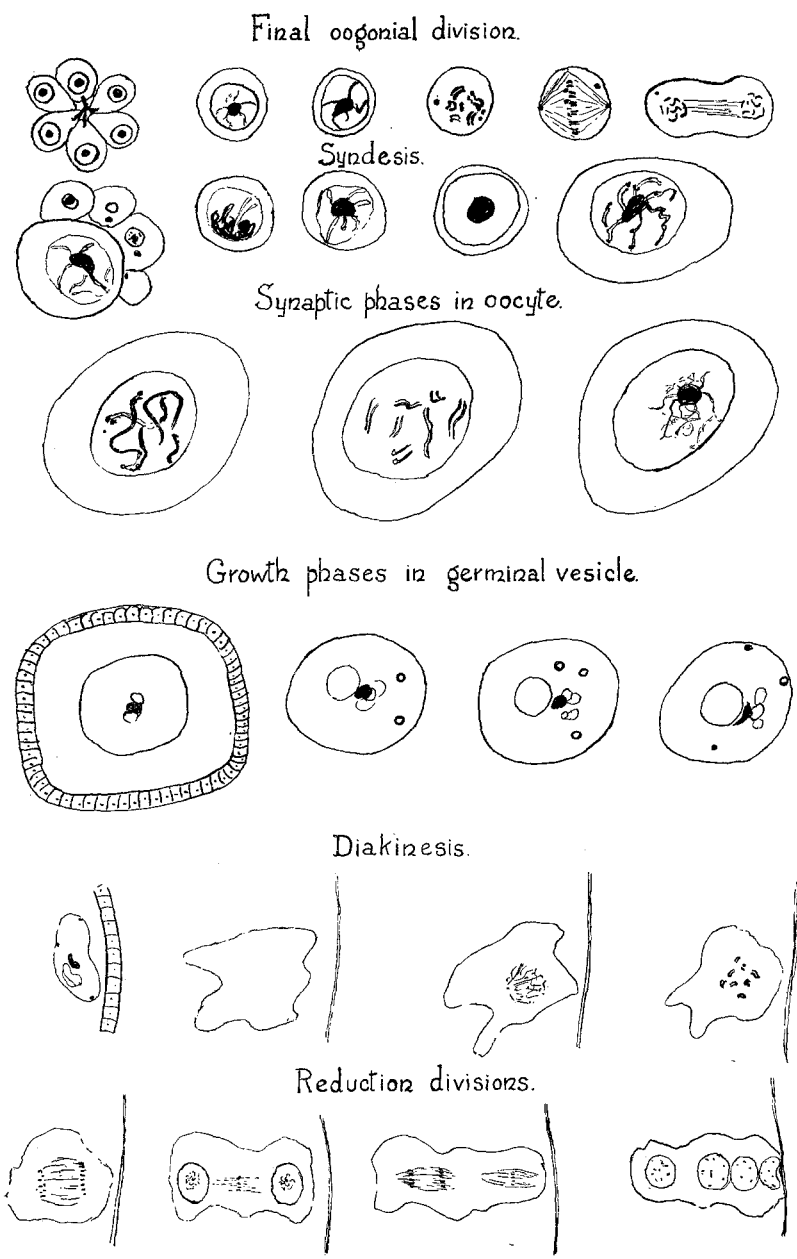 Final oogonial division.
Syndesis.
Synaptic phases in oocyte.
Growth phases in germinal vesicle.
Diakinesis.
Reduction divisions.